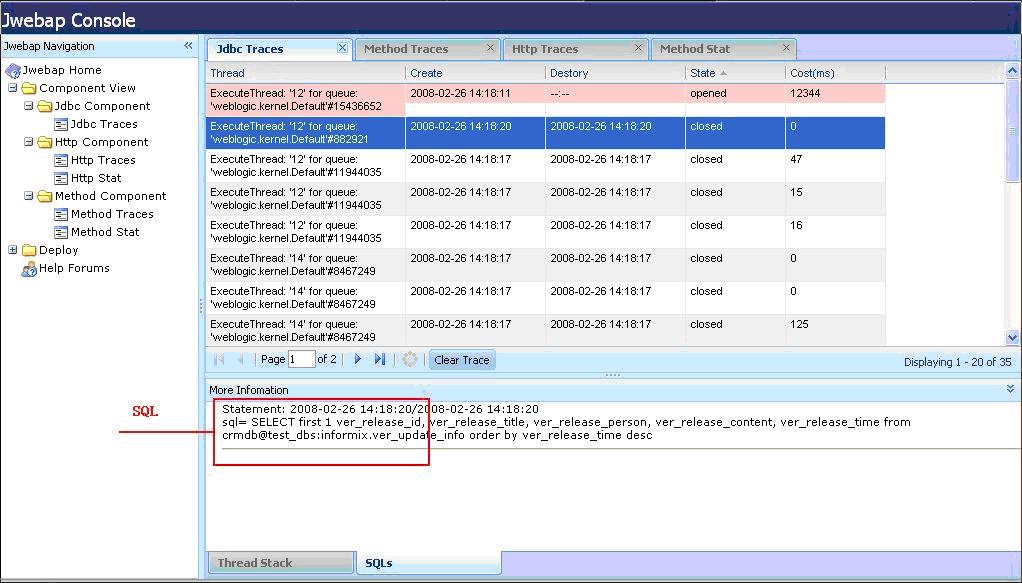 Jwebap Console
Jwebap Navigation
Jwebap Home
Component View
Jdbc Component
Jdbc Traces
Http Component
Http Traces
Http Stat
Method Component
Method Traces
Method Stat
Deploy
Help Forums
Jdbc Traces Method Traces Http Traces Method Stat
Thread Create Destory State Cost(ms)
ExecuteThread: '12' for queue: 2008-02-26 14:18:11 --:-- opened 12344
'weblogic.kernel.Default'#15436652
ExecuteThread: '12' for queue: 2008-02-26 14:18:20 2008-02-26 14:18:20 closed 0
'weblogic.kernel.Default'#882921
ExecuteThread: '12' for queue: 2008-02-26 14:18:17 2008-02-26 14:18:17 closed 47
'weblogic.kernel.Default'#11944035
ExecuteThread: '12' for queue: 2008-02-26 14:18:17 2008-02-26 14:18:17 closed 15
'weblogic.kernel.Default'#11944035
ExecuteThread: '12' for queue: 2008-02-26 14:18:17 2008-02-26 14:18:17 closed 16
'weblogic.kernel.Default'#11944035
ExecuteThread: '14' for queue: 2008-02-26 14:18:17 2008-02-26 14:18:17 closed 0
'weblogic.kernel.Default'#8467249
ExecuteThread: '14' for queue: 2008-02-26 14:18:17 2008-02-26 14:18:17 closed 0
'weblogic.kernel.Default'#8467249
ExecuteThread: '14' for queue: 2008-02-26 14:18:17 2008-02-26 14:18:17 closed 125
'weblogic.kernel.Default'#8467249
Page 1 of 2 Clear Trace Displaying 1 - 20 of 35
More Infomation
SQL
Statement: 2008-02-26 14:18:20/2008-02-26 14:18:20
sql= SELECT first 1 ver_release_id, ver_release_title, ver_release_person, ver_release_content, ver_release_time from
crmdb@test_dbs:informix.ver_update_info order by ver_release_time desc
Thread Stack SQLs